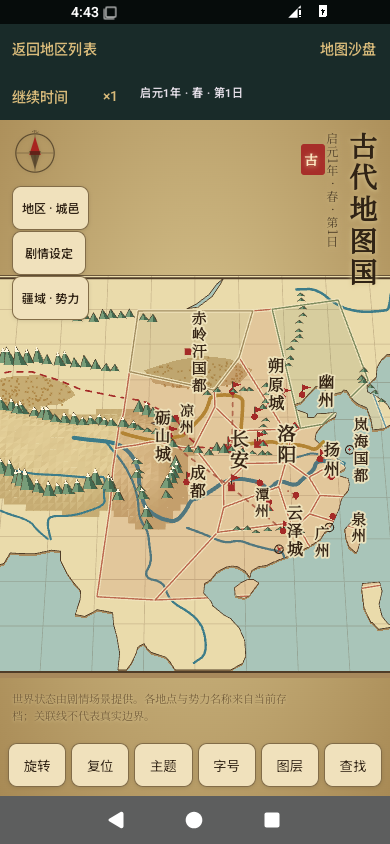 4:43
返回地区列表
地图沙盘
继续时间
×1
启元1年·春·第1日
古代地图国
启元1年·春·第1日
古
地区·城邑
剧情设定
疆域·势力
赤岭汗国都
朔原城
幽州
凉州
砺山城
长安
洛阳
岚海国都
扬州
成都
潭州
云泽城
广州
泉州
世界状态由剧情场景提供。各地点与势力名称来自当前存
档；关联线不代表真实边界。
旋转
复位
主题
字号
图层
查找